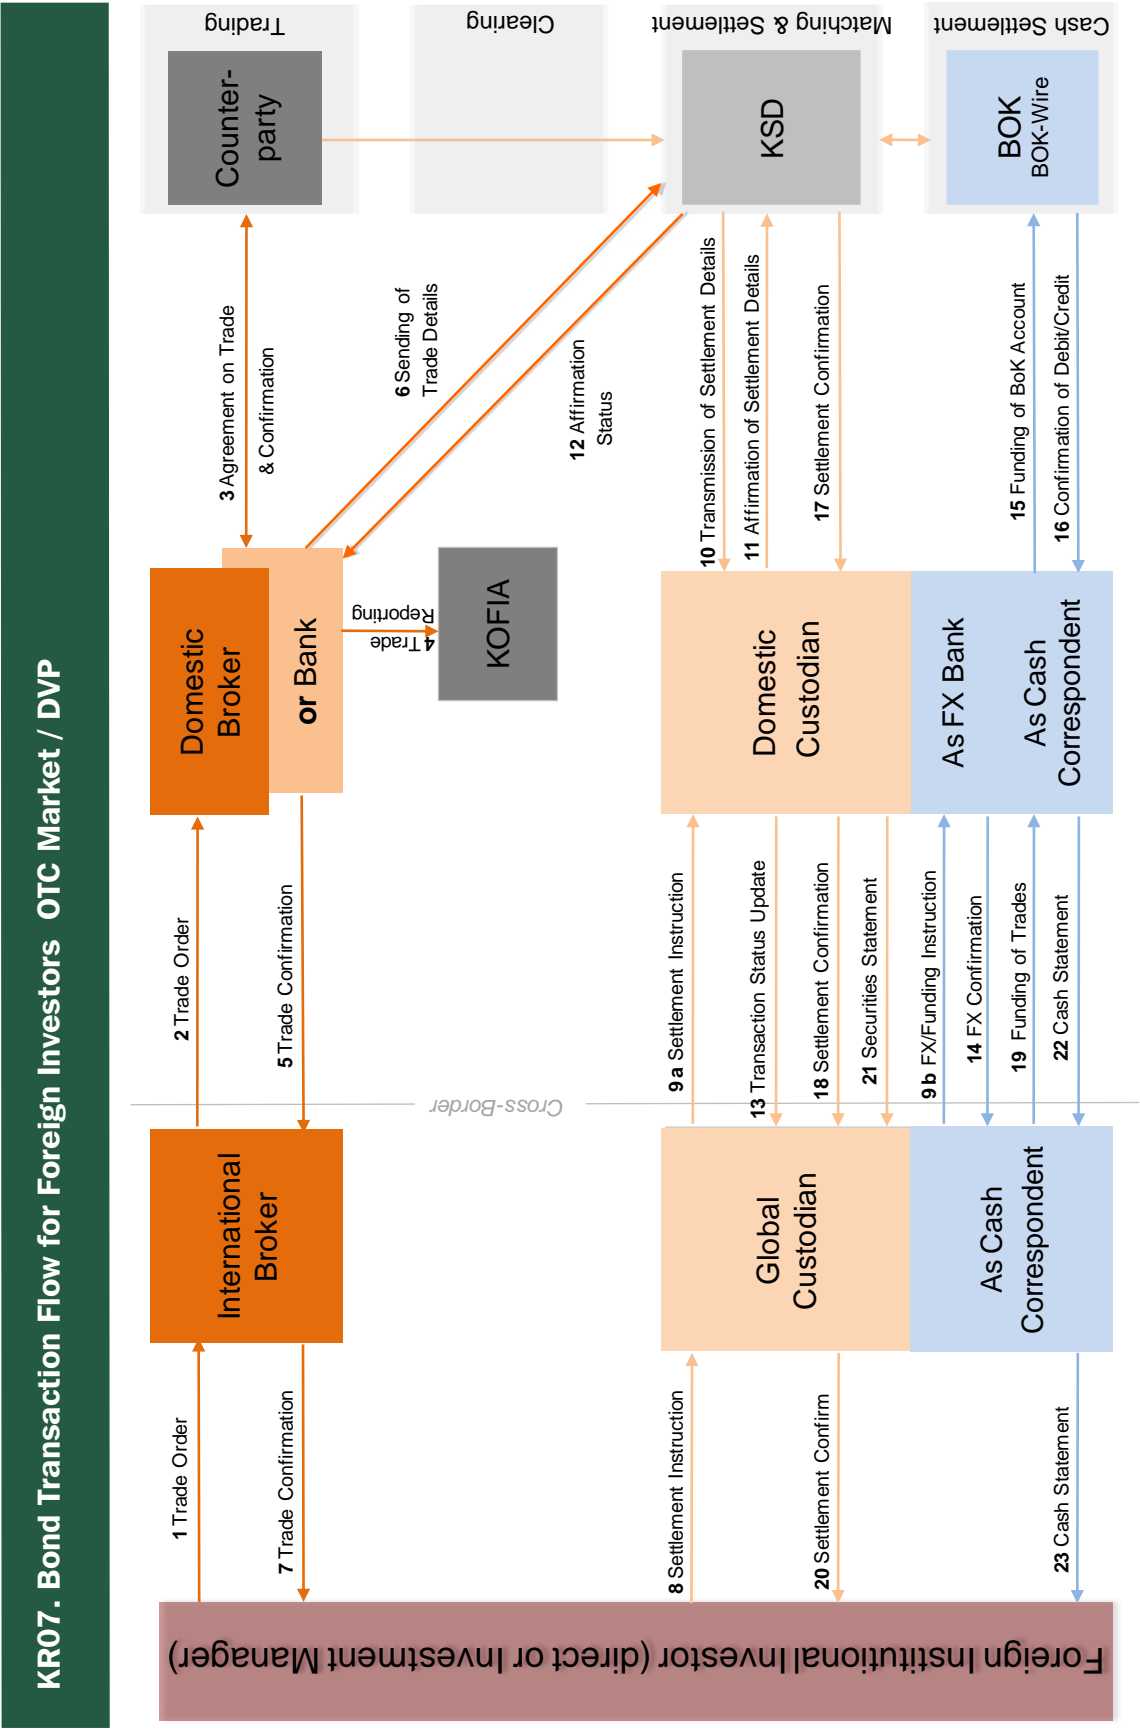 KR07. Bond Transaction Flow for Foreign Investors OTC Market / DVP
Foreign Institutional Investor (direct) or Investment Manager)
1 Trade Order
7 Trade Confirmation
8 Settlement Instruction
20 Settlement Confirm
23 Cash Statement
International
Broker
Global
Custodian
As Cash
Correspondent
Cross-Border
2 Trade Order
5 Trade Confirmation
9a Settlement Instruction
13 Transaction Status Update
18 Settlement Confirmation
21 Securities Statement
9b FX/Funding Instruction
14 FX Confirmation
19 Funding of Trades
22 Cash Statement
Domestic
Broker
or Bank
4 Trade
Reporting
KOFIA
Domestic
Custodian
As FX Bank
As Cash
Correspondent
3 Agreement on Trade
& Confirmation
6 Sending of
Trade Details
12 Affirmation
Status
10 Transmission of Settlement Details
11 Affirmation of Settlement Details
17 Settlement Confirmation
15 Funding of BoK Account
16 Confirmation of Debit/Credit
Trading
Counter-
party
Clearing
Matching & Settlement
KSD
Cash Settlement
BOK
BOK-Wire